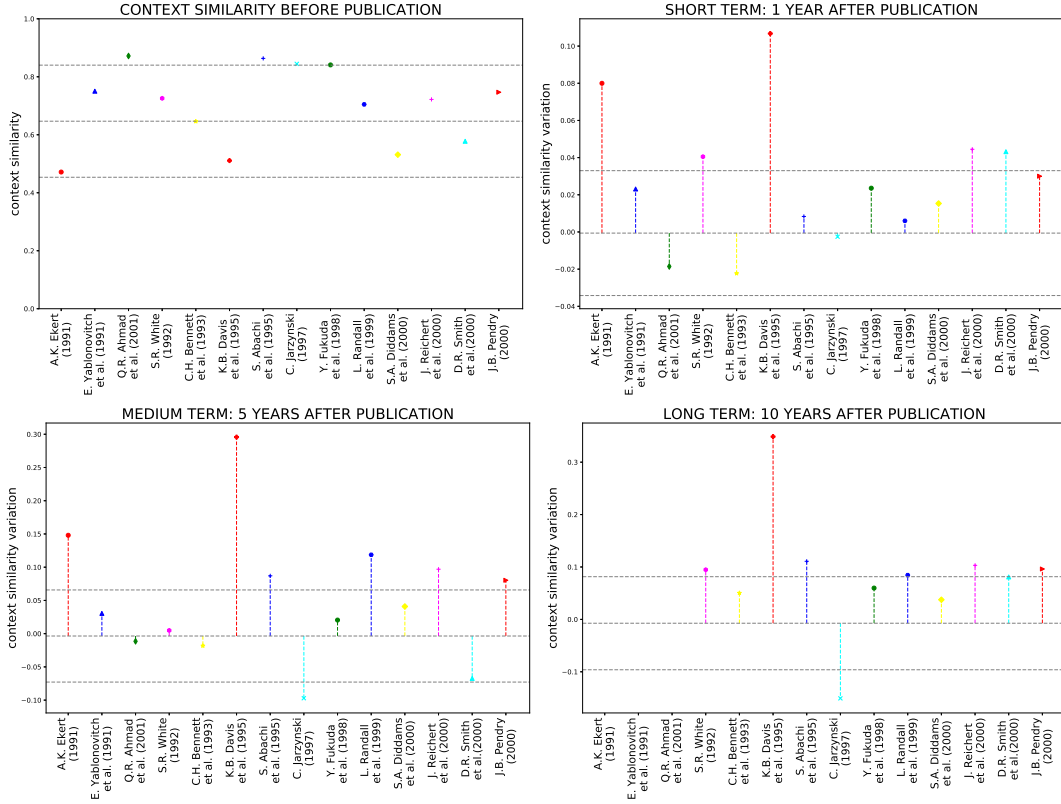 CONTEXT SIMILARITY BEFORE PUBLICATION
context similarity
1.0
0.8
0.6
0.4
0.2
0.0
A.K. Ekert
(1991)
E. Yablonovitch
et al. (1991)
Q.R. Ahmad
et al. (2001)
S.R. White
(1992)
C.H. Bennett
et al. (1993)
K.B. Davis
et al. (1995)
S. Abachi
et al. (1995)
C. Jarzynski
(1997)
Y. Fukuda
et al. (1998)
L. Randall
et al. (1999)
S.A. Diddams
et al. (2000)
J. Reichert
et al. (2000)
D.R. Smith
et al.(2000)
J.B. Pendry
(2000)
SHORT TERM: 1 YEAR AFTER PUBLICATION
context similarity variation
0.10
0.08
0.06
0.04
0.02
0.00
−0.02
−0.04
A.K. Ekert
(1991)
E. Yablonovitch
et al. (1991)
Q.R. Ahmad
et al. (2001)
S.R. White
(1992)
C.H. Bennett
et al. (1993)
K.B. Davis
et al. (1995)
S. Abachi
et al. (1995)
C. Jarzynski
(1997)
Y. Fukuda
et al. (1998)
L. Randall
et al. (1999)
S.A. Diddams
et al. (2000)
J. Reichert
et al. (2000)
D.R. Smith
et al.(2000)
J.B. Pendry
(2000)
MEDIUM TERM: 5 YEARS AFTER PUBLICATION
context similarity variation
0.30
0.25
0.20
0.15
0.10
0.05
0.00
−0.05
−0.10
A.K. Ekert
(1991)
E. Yablonovitch
et al. (1991)
Q.R. Ahmad
et al. (2001)
S.R. White
(1992)
C.H. Bennett
et al. (1993)
K.B. Davis
et al. (1995)
S. Abachi
et al. (1995)
C. Jarzynski
(1997)
Y. Fukuda
et al. (1998)
L. Randall
et al. (1999)
S.A. Diddams
et al. (2000)
J. Reichert
et al. (2000)
D.R. Smith
et al.(2000)
J.B. Pendry
(2000)
LONG TERM: 10 YEARS AFTER PUBLICATION
context similarity variation
0.3
0.2
0.1
0.0
−0.1
A.K. Ekert
(1991)
E. Yablonovitch
et al. (1991)
Q.R. Ahmad
et al. (2001)
S.R. White
(1992)
C.H. Bennett
et al. (1993)
K.B. Davis
et al. (1995)
S. Abachi
et al. (1995)
C. Jarzynski
(1997)
Y. Fukuda
et al. (1998)
L. Randall
et al. (1999)
S.A. Diddams
et al. (2000)
J. Reichert
et al. (2000)
D.R. Smith
et al.(2000)
J.B. Pendry
(2000)